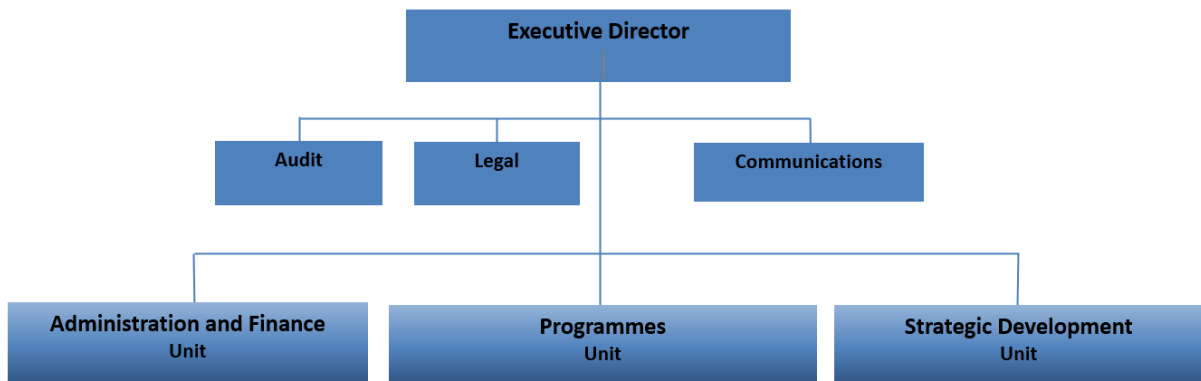 Executive Director
Audit
Legal
Communications
Administration and Finance
Unit
Programmes
Unit
Strategic Development
Unit